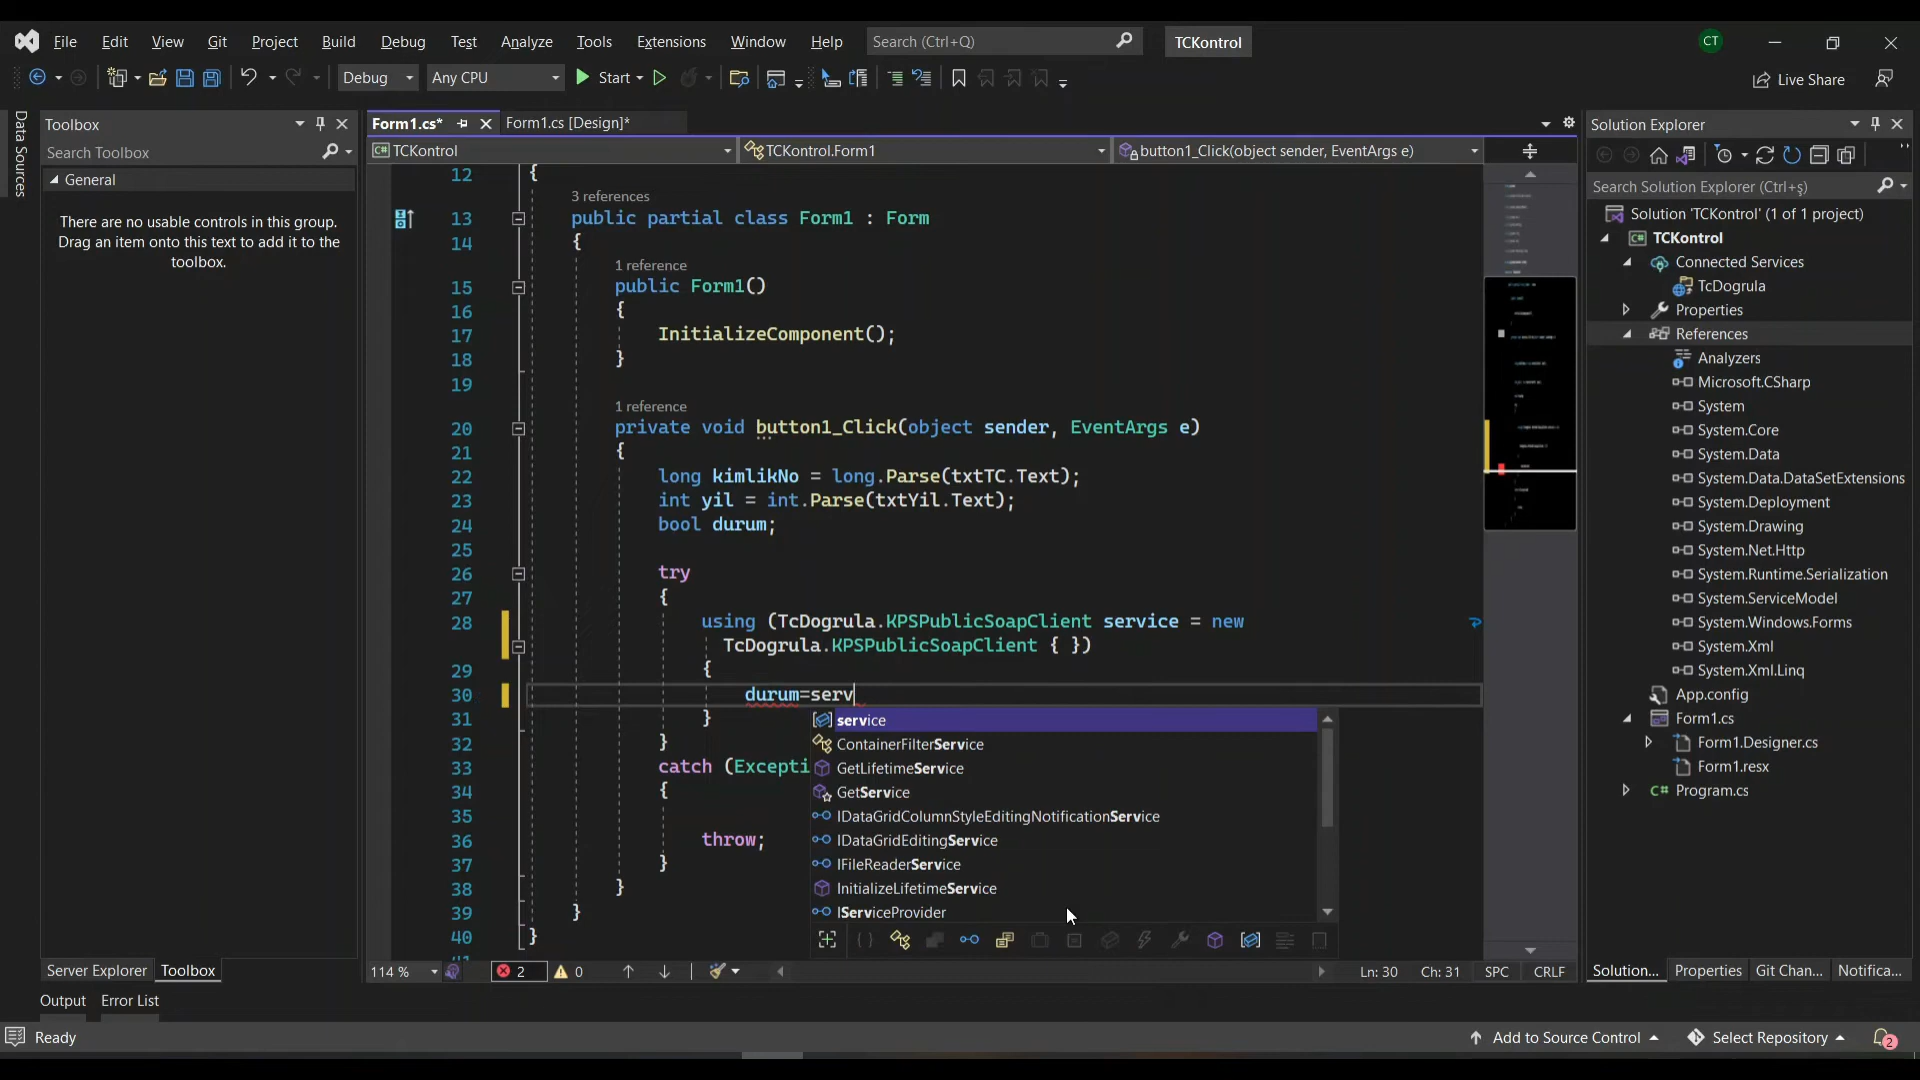 File Edit View Git Project Build Debug Test Analyze Tools Extensions Window Help Search (Ctrl+Q) TCKontrol CT
Debug Any CPU Start Live Share
Data Sources
Toolbox
Search Toolbox
General
There are no usable controls in this group.
Drag an item onto this text to add it to the
toolbox.
Server Explorer Toolbox
Output Error List
Form1.cs* Form1.cs [Design]*
TCKontrol TCKontrol.Form1 button1_Click(object sender, EventArgs e)
12 {
3 references
13 public partial class Form1 : Form
14 {
1 reference
15 public Form1()
16 {
17 InitializeComponent();
18 }
19
1 reference
20 private void button1_Click(object sender, EventArgs e)
21 {
22 long kimlikNo = long.Parse(txtTC.Text);
23 int yil = int.Parse(txtYil.Text);
24 bool durum;
25
26 try
27 {
28 using (TcDogrula.KPSPublicSoapClient service = new
TcDogrula.KPSPublicSoapClient { })
29 {
30 durum=serv
31 }
32 }
33 catch (Excepti
34 {
35
36 throw;
37 }
38 }
39 }
40 }
service
ContainerFilterService
GetLifetimeService
GetService
IDataGridColumnStyleEditingNotificationService
IDataGridEditingService
IFileReaderService
InitializeLifetimeService
IServiceProvider
114 % 2 0 Ln: 30 Ch: 31 SPC CRLF
Solution Explorer
Search Solution Explorer (Ctrl+ş)
Solution 'TCKontrol' (1 of 1 project)
TCKontrol
Connected Services
TcDogrula
Properties
References
Analyzers
Microsoft.CSharp
System
System.Core
System.Data
System.Data.DataSetExtensions
System.Deployment
System.Drawing
System.Net.Http
System.Runtime.Serialization
System.ServiceModel
System.Windows.Forms
System.Xml
System.Xml.Linq
App.config
Form1.cs
Form1.Designer.cs
Form1.resx
C# Program.cs
Solution... Properties Git Chan... Notifica...
Ready Add to Source Control Select Repository 2